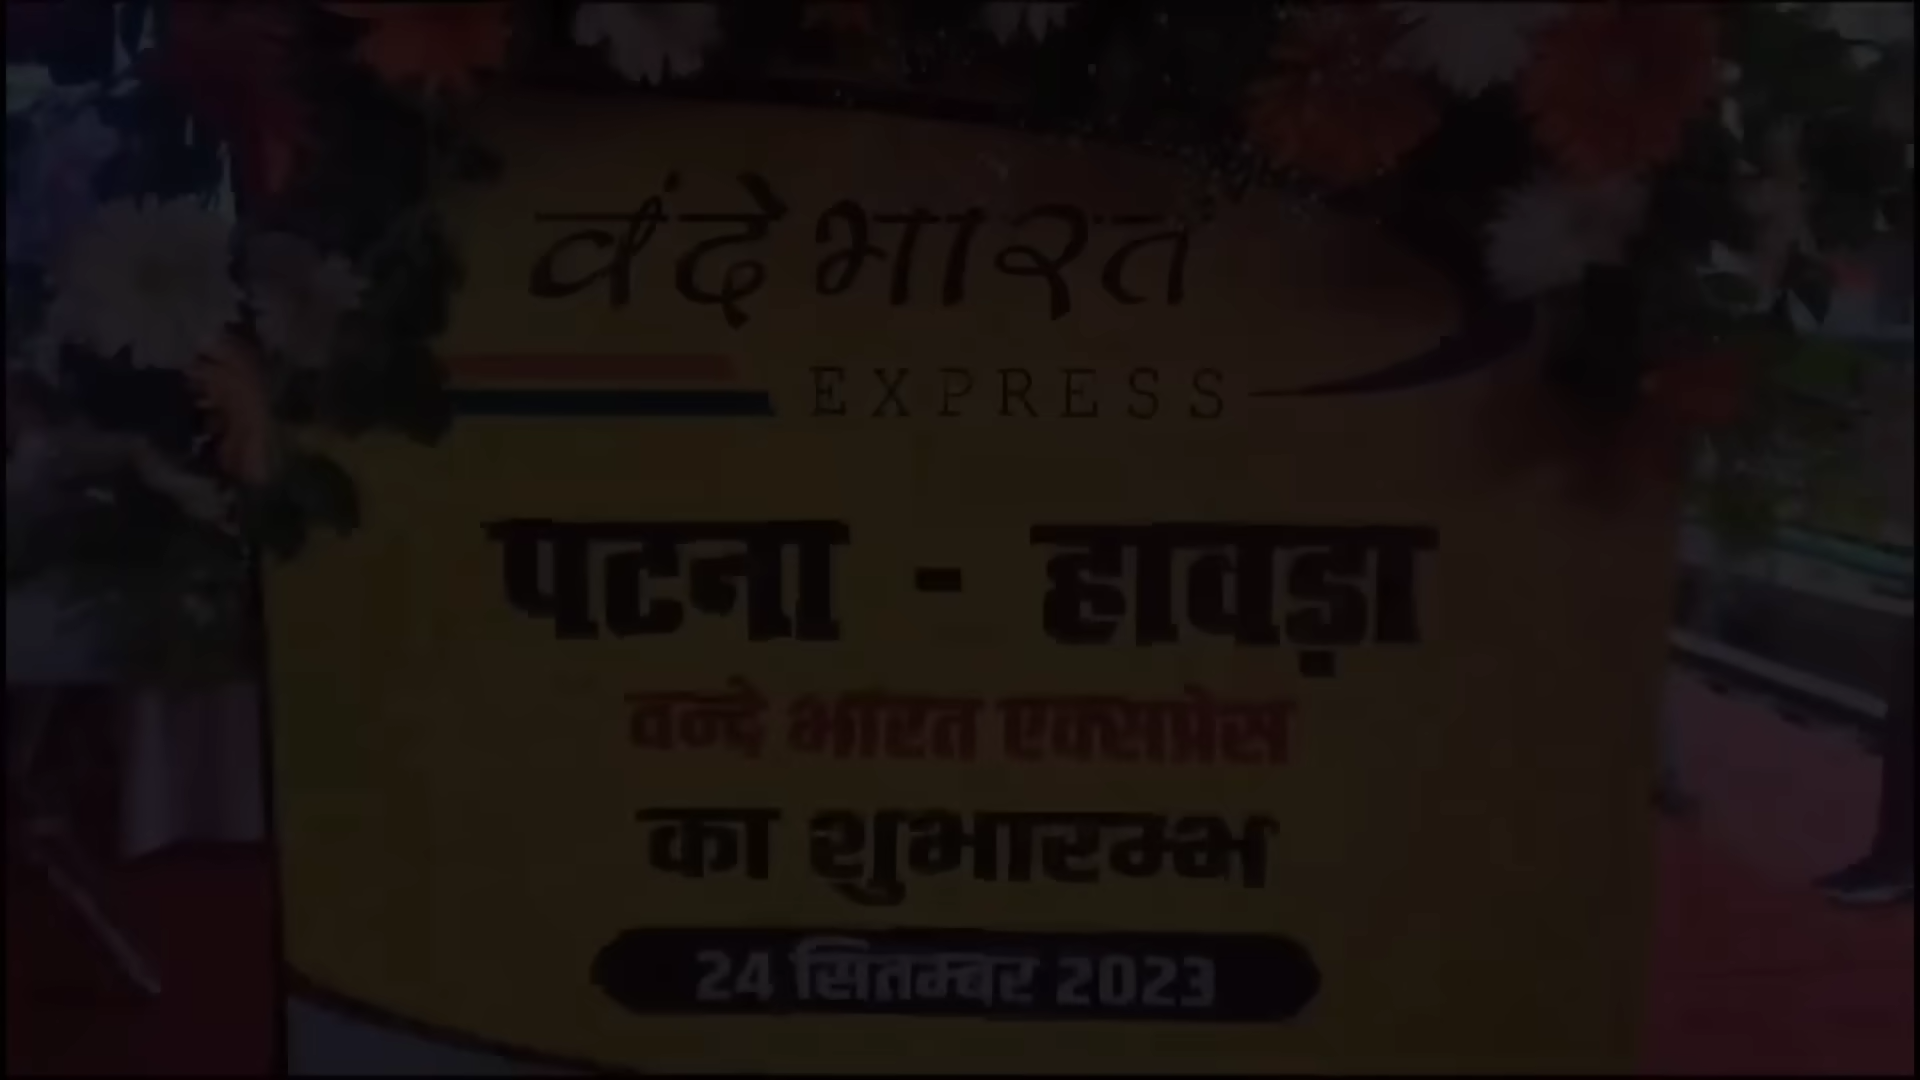 वंदे भारत
EXPRESS
पटना - हावड़ा
वन्दे भारत एक्सप्रेस
का शुभारम्भ
24 सितम्बर 2023